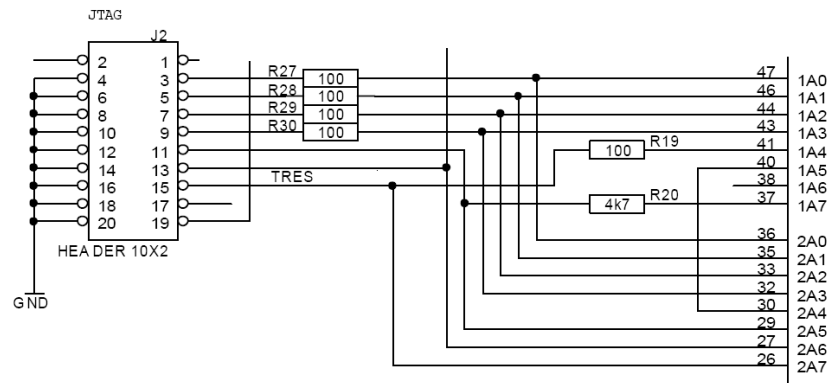 JTAG
J2
2 1
4 3 R27 100 47 1A0
6 5 R28 100 46 1A1
8 7 R29 100 44 1A2
10 9 R30 100 43 1A3
12 11 100 R19 41 1A4
14 13 40 1A5
16 15 TRES 38 1A6
18 17 4k7 R20 37 1A7
20 19
36 2A0
HEADER 10X2 35 2A1
33 2A2
GND 32 2A3
30 2A4
29 2A5
27 2A6
26 2A7